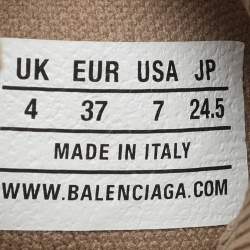 UK EUR USA JP
4 37 7 24.5
MADE IN ITALY
WWW.BALENCIAGA.COM